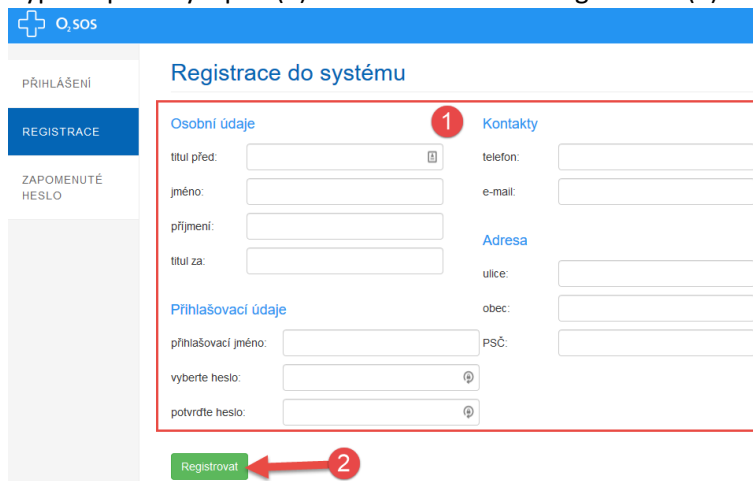 O2 SOS
PŘIHLÁŠENÍ
REGISTRACE
ZAPOMENUTÉ
HESLO
Registrace do systému
Osobní údaje
1
titul před:
jméno:
příjmení:
titul za:
Přihlašovací údaje
přihlašovací jméno:
vyberte heslo:
potvrďte heslo:
Kontakty
telefon:
e-mail:
Adresa
ulice:
obec:
PSČ:
Registrovat
2